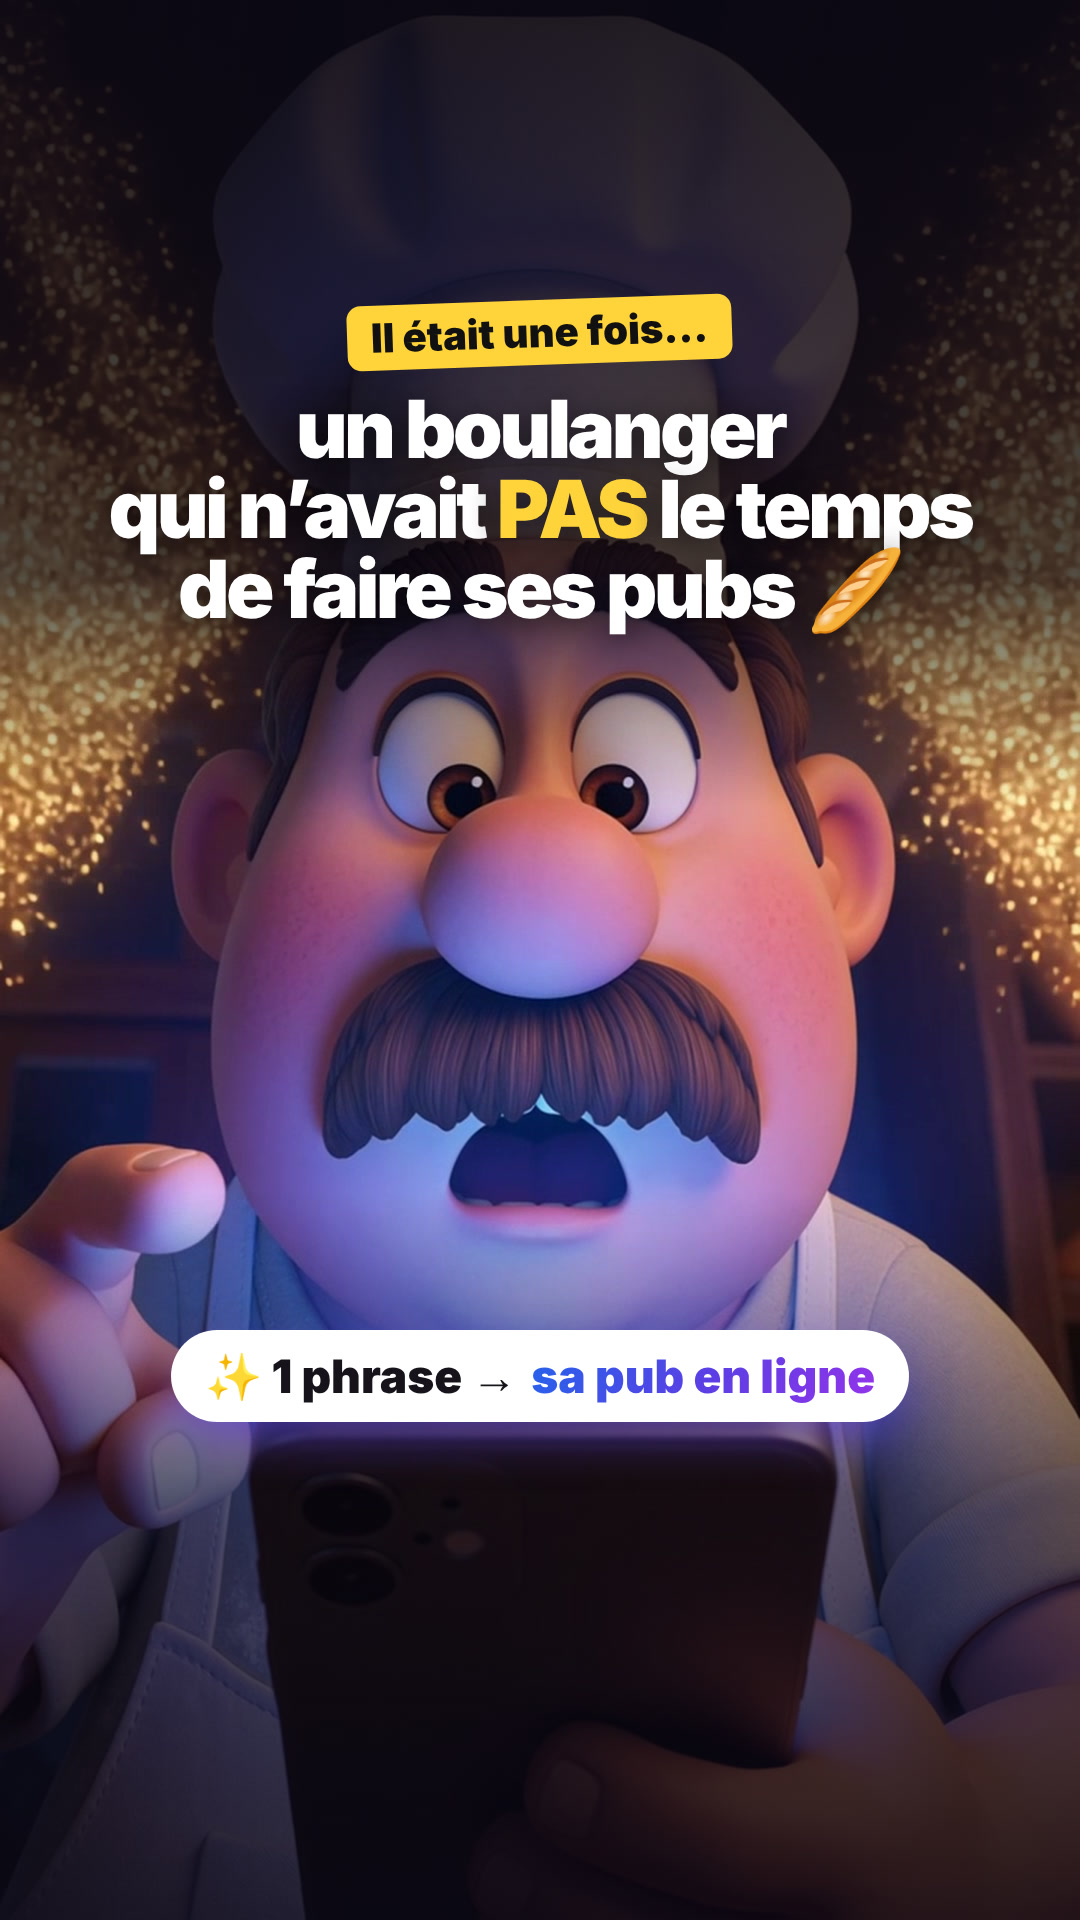 Il était une fois...
un boulanger
qui n’avait PAS le temps
de faire ses pubs 🥖
✨ 1 phrase → sa pub en ligne